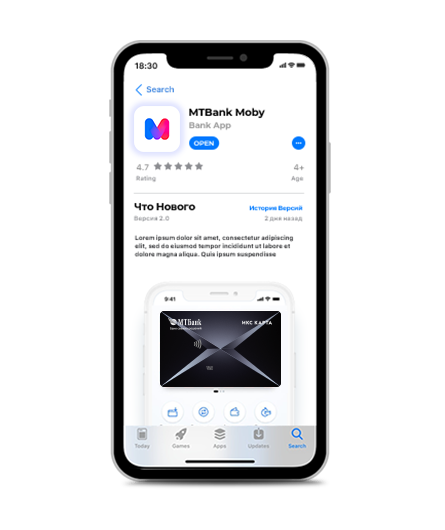 18:30
Search
MTBank Moby
Bank App
OPEN
4,7
4+
Rating
Age
Что Нового
История Версий
Версия 2.0
2 дня назад
Lorem ipsum dolor sit amet, consectetur adipiscing
elit, sed do eiusmod tempor incididunt ut labore et
dolore magna aliqua. Quis ipsum suspendisse
9:41
MTBank
МКС КАРТА
Today
Games
Apps
Updates
Search